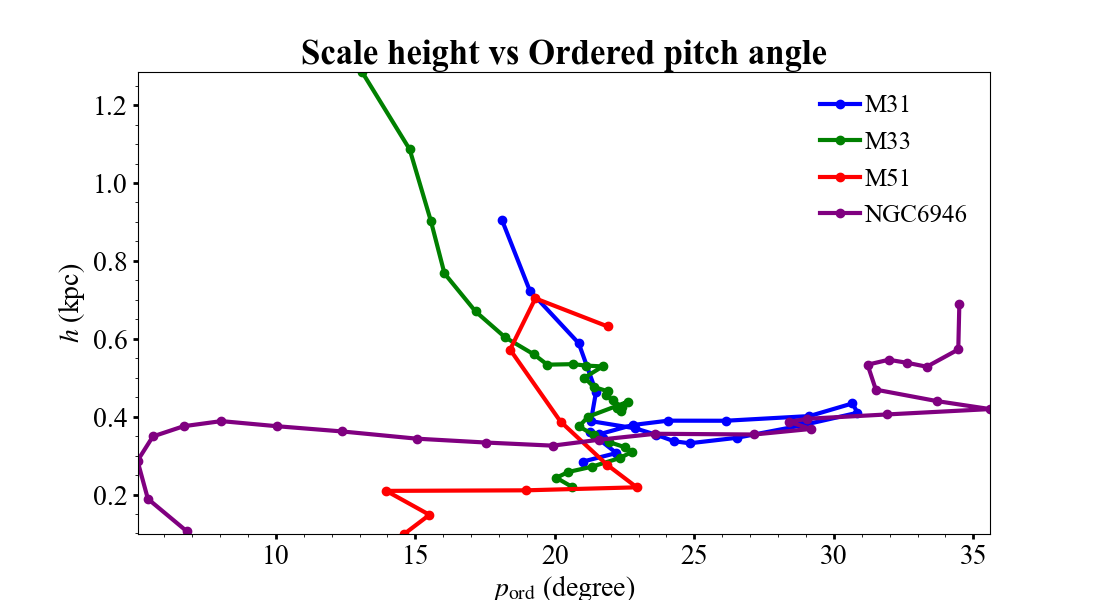 Scale height vs Ordered pitch angle
M31
M33
M51
NGC6946
1.2
1.0
0.8
0.6
0.4
0.2
h (kpc)
10 15 20 25 30 35
p_ord (degree)